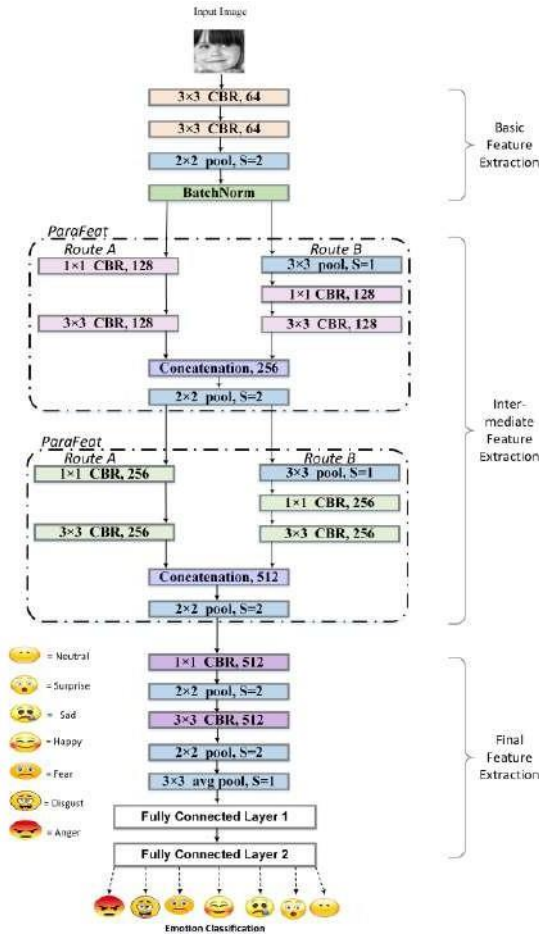 Input Image
3×3 CBR, 64
3×3 CBR, 64
2×2 pool, S=2
BatchNorm
Basic
Feature
Extraction
ParaFeat
Route A
Route B
1×1 CBR, 128
3×3 pool, S=1
1×1 CBR, 128
3×3 CBR, 128
3×3 CBR, 128
Concatenation, 256
2×2 pool, S=2
Inter-
mediate
Feature
Extraction
ParaFeat
Route A
Route B
1×1 CBR, 256
3×3 pool, S=1
1×1 CBR, 256
3×3 CBR, 256
3×3 CBR, 256
Concatenation, 512
2×2 pool, S=2
= Neutral
= Surprise
= Sad
= Happy
= Fear
= Disgust
= Anger
1×1 CBR, 512
2×2 pool, S=2
3×3 CBR, 512
2×2 pool, S=2
3×3 avg pool, S=1
Fully Connected Layer 1
Fully Connected Layer 2
Final
Feature
Extraction
Emotion Classification